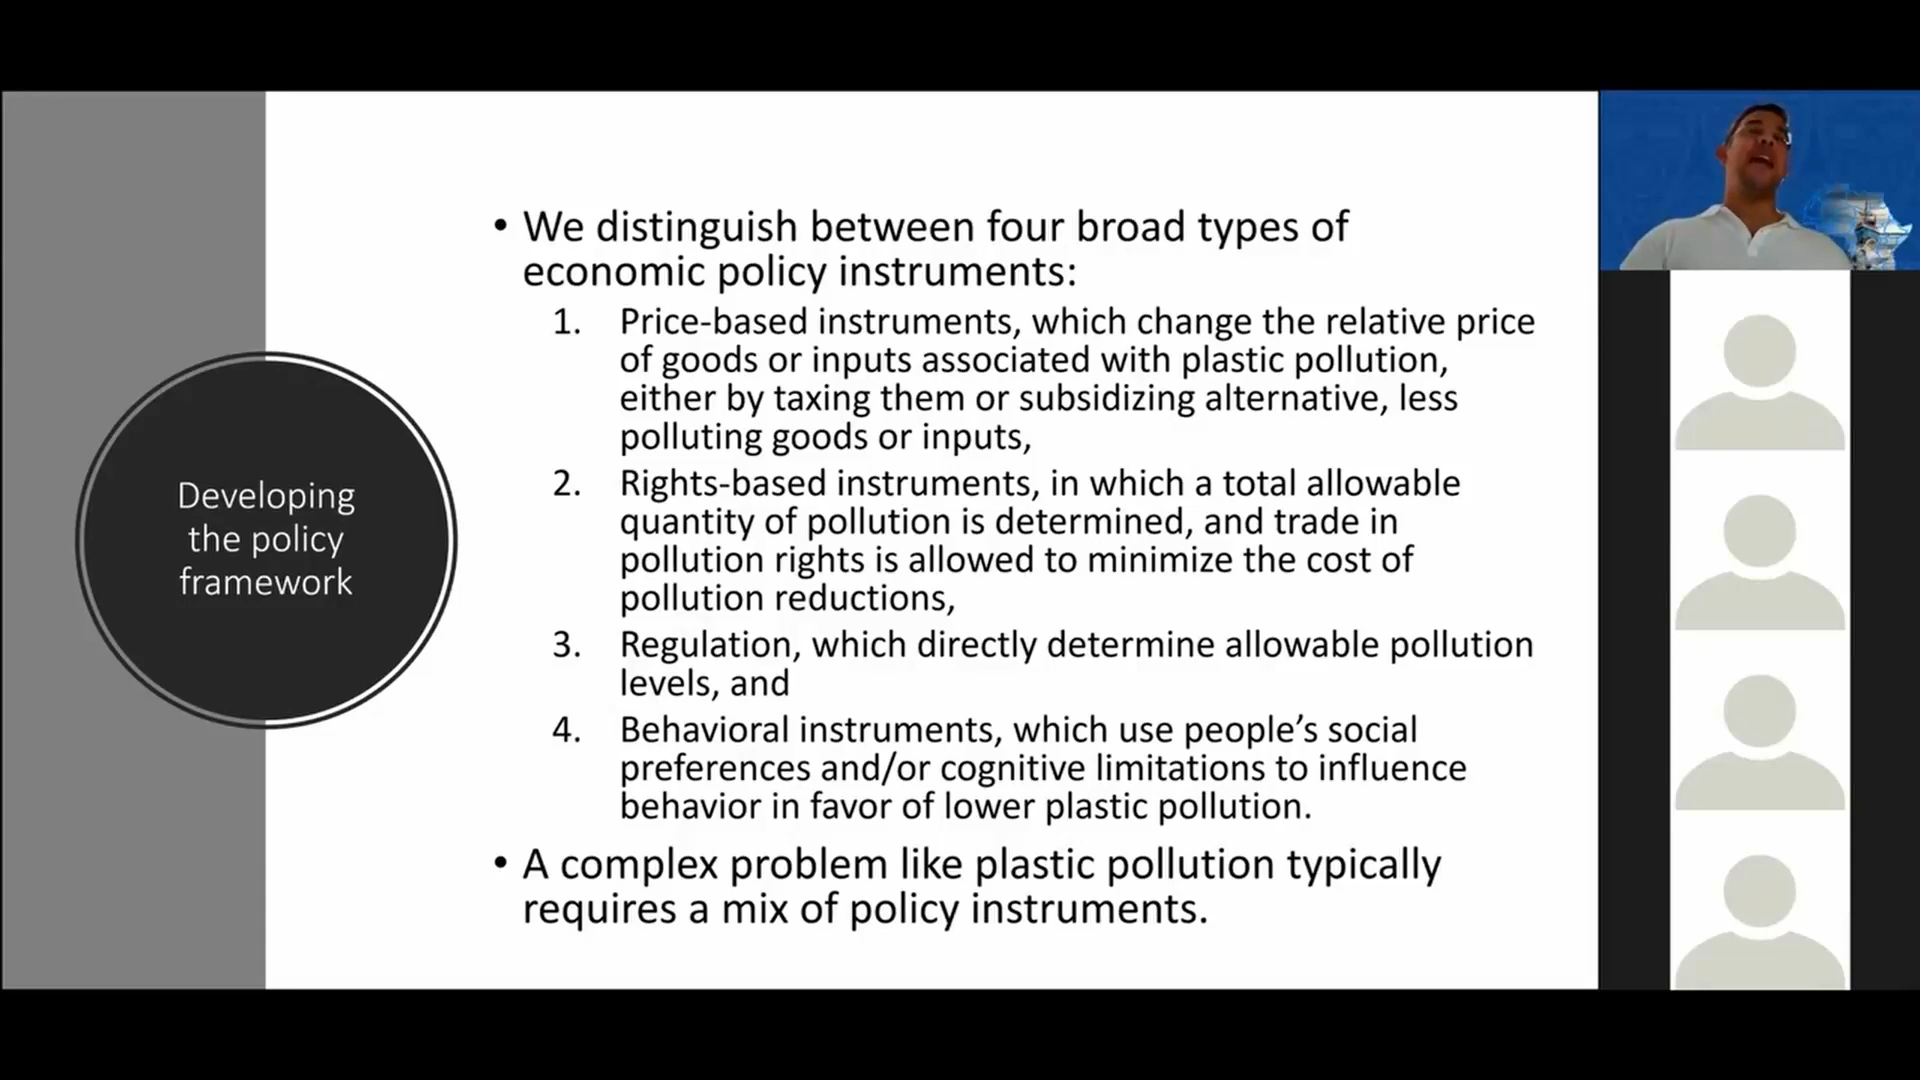 Developing
the policy
framework
• We distinguish between four broad types of
economic policy instruments:
1. Price-based instruments, which change the relative price
of goods or inputs associated with plastic pollution,
either by taxing them or subsidizing alternative, less
polluting goods or inputs,
2. Rights-based instruments, in which a total allowable
quantity of pollution is determined, and trade in
pollution rights is allowed to minimize the cost of
pollution reductions,
3. Regulation, which directly determine allowable pollution
levels, and
4. Behavioral instruments, which use people’s social
preferences and/or cognitive limitations to influence
behavior in favor of lower plastic pollution.
• A complex problem like plastic pollution typically
requires a mix of policy instruments.